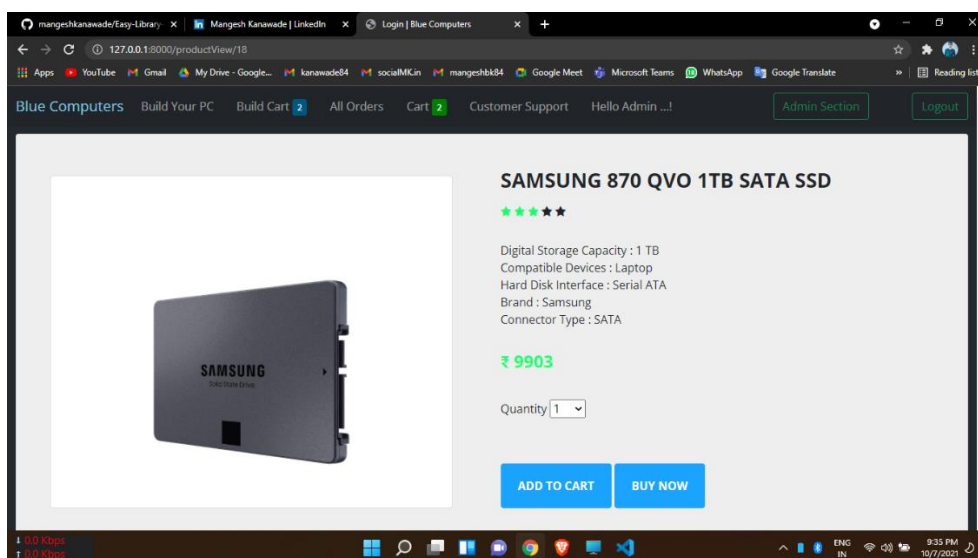 mangeshkanawade/Easy-Library-
Mangesh Kanawade | LinkedIn
Login | Blue Computers
127.0.0.1:8000/productView/18
Apps YouTube Gmail My Drive - Google... kanawade84 socialMK.in mangeshbk84 Google Meet Microsoft Teams WhatsApp Google Translate » Reading list
Blue Computers Build Your PC Build Cart 2 All Orders Cart 2 Customer Support Hello Admin ...! Admin Section Logout
SAMSUNG 870 QVO 1TB SATA SSD
Digital Storage Capacity : 1 TB
Compatible Devices : Laptop
Hard Disk Interface : Serial ATA
Brand : Samsung
Connector Type : SATA
₹ 9903
Quantity 1
ADD TO CART BUY NOW
SAMSUNG
Solid State Drive
0.0 Kbps
0.0 Kbps
ENG
IN
9:35 PM
10/7/2021